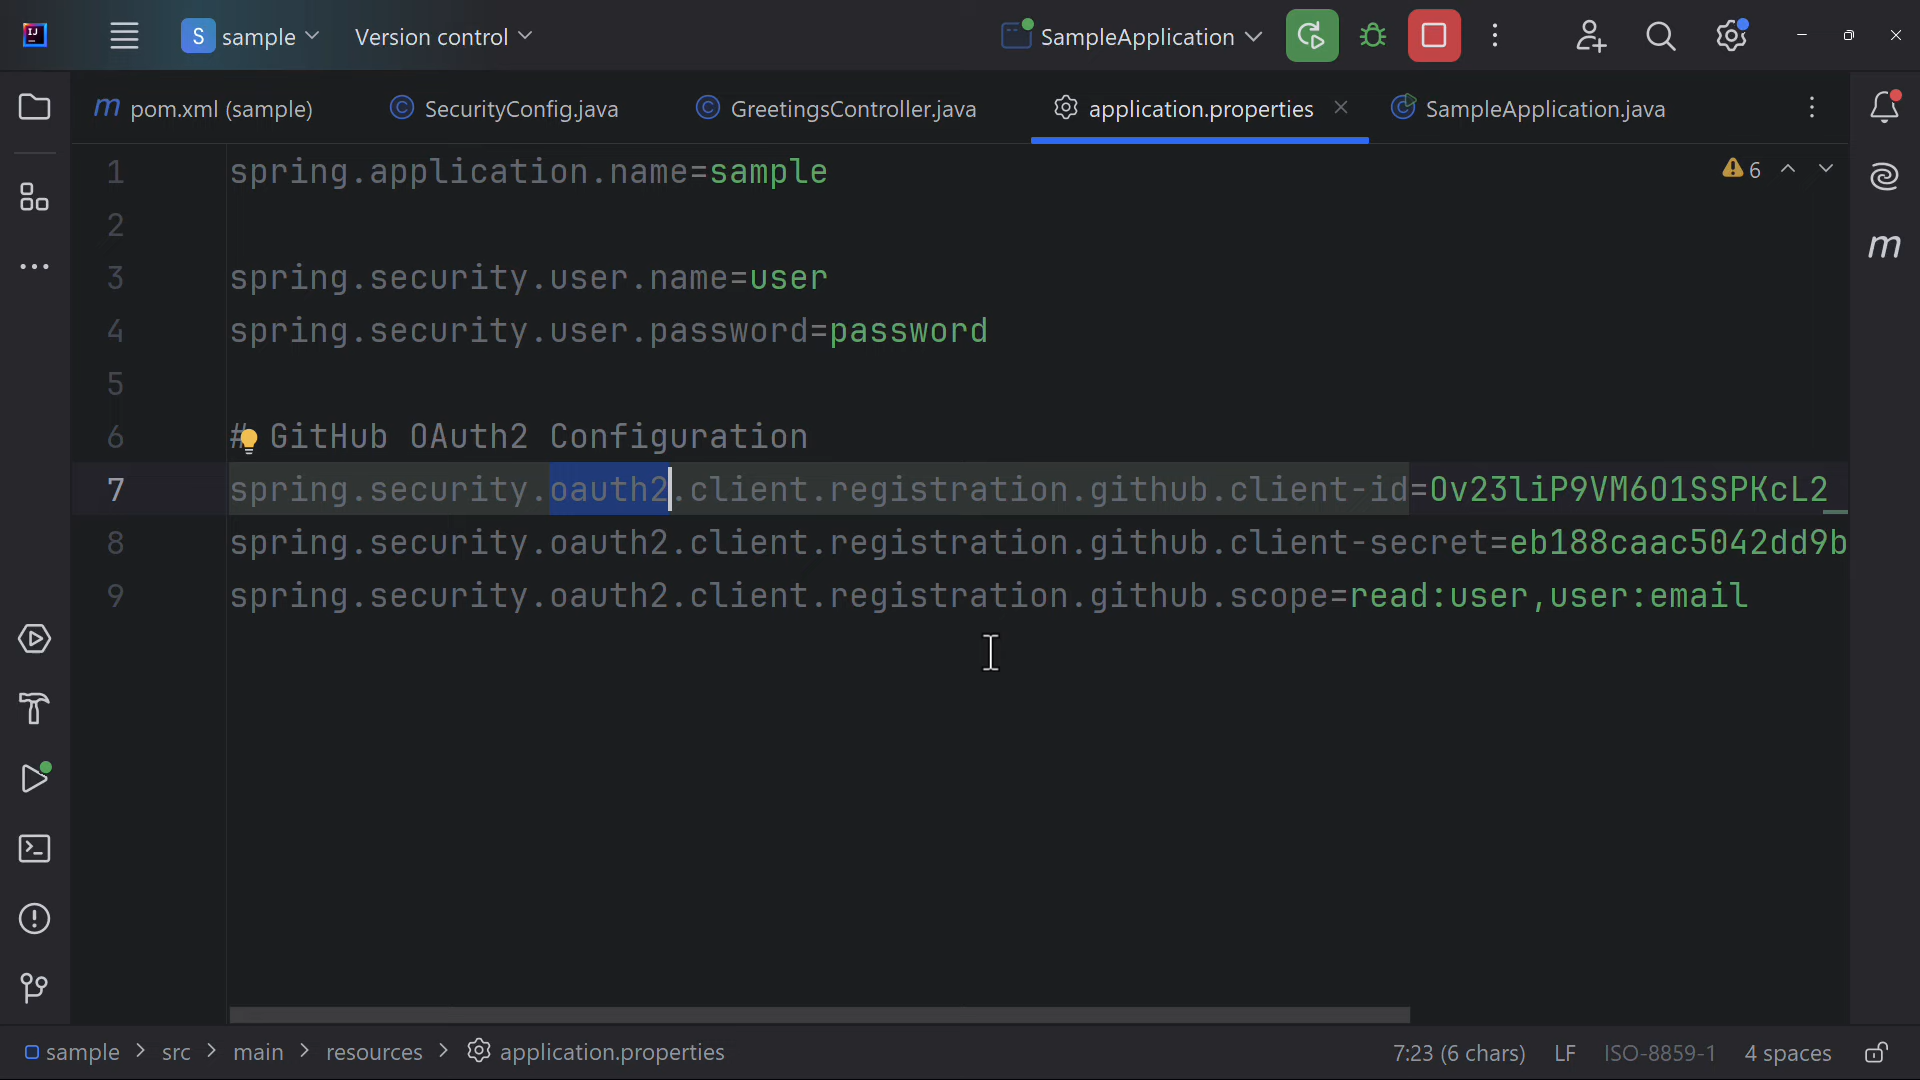 S sample Version control SampleApplication
m pom.xml (sample) SecurityConfig.java GreetingsController.java application.properties SampleApplication.java
1 spring.application.name=sample 6
2
3 spring.security.user.name=user
4 spring.security.user.password=password
5
6 # GitHub OAuth2 Configuration
7 spring.security.oauth2.client.registration.github.client-id=Ov23liP9VM6O1SSPKcL2
8 spring.security.oauth2.client.registration.github.client-secret=eb188caac5042dd9b
9 spring.security.oauth2.client.registration.github.scope=read:user,user:email
sample > src > main > resources > application.properties 7:23 (6 chars) LF ISO-8859-1 4 spaces